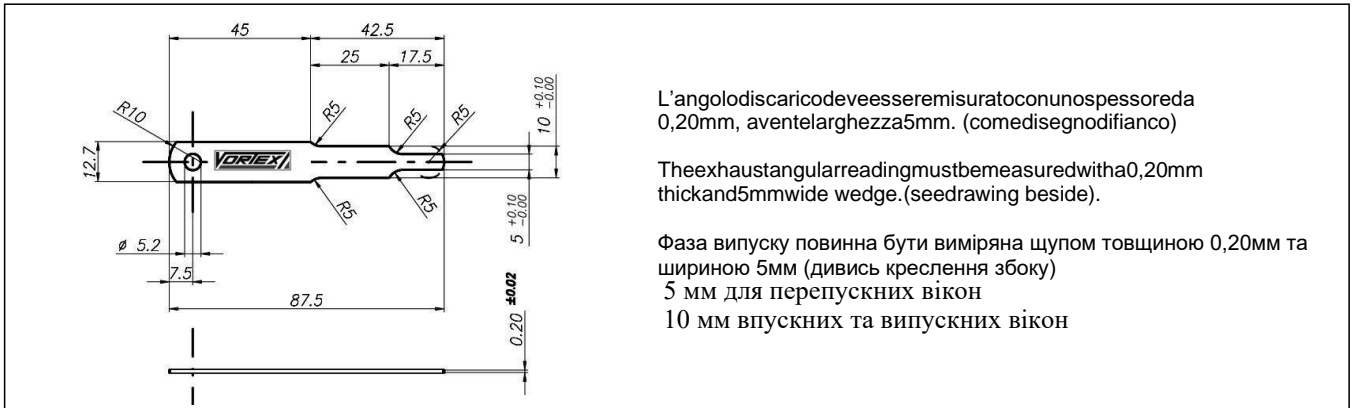 45
42.5
25
17.5
R10
R5
R5
R5
10 +0.10 -0.00
12.7
VORTEX
R5
R5
5 +0.10 -0.00
ø 5.2
7.5
87.5
0.20 ±0.02
L’angolodiscaricodeveesseremisuratoconunospessoreda
0,20mm, aventelarghezza5mm. (comedisegnodifianco)
Theexhaustangularreadingmustbemeasuredwitha0,20mm
thickand5mmwide wedge.(seedrawing beside).
Фаза випуску повинна бути виміряна щупом товщиною 0,20мм та
шириною 5мм (дивись креслення збоку)
5 мм для перепускних вікон
10 мм впускних та випускних вікон